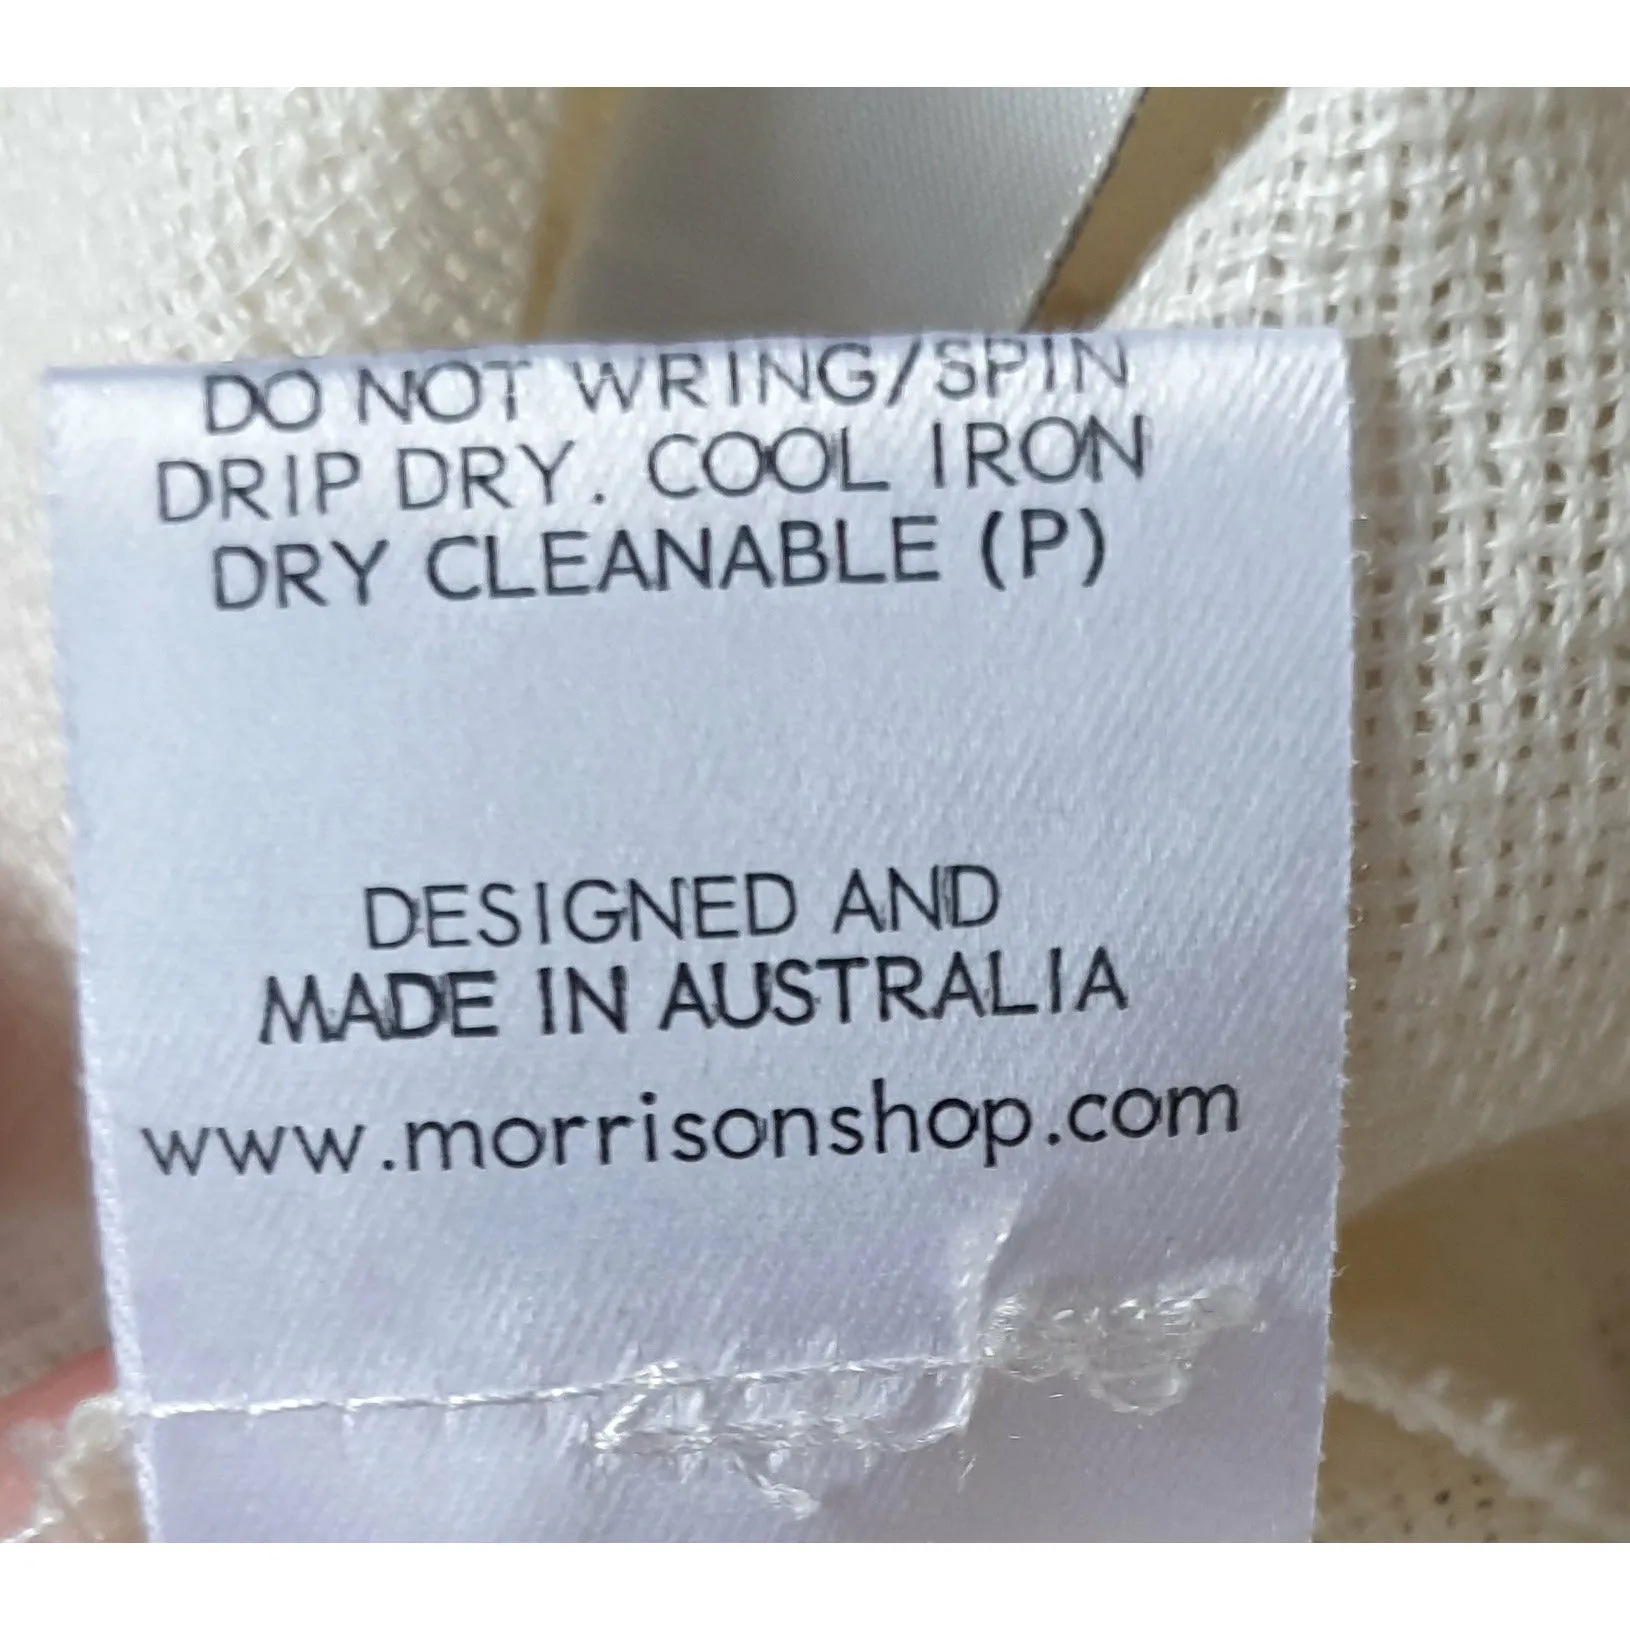 DO NOT WRING/SPIN
DRIP DRY. COOL IRON
DRY CLEANABLE (P)
DESIGNED AND
MADE IN AUSTRALIA
www.morrisonshop.com